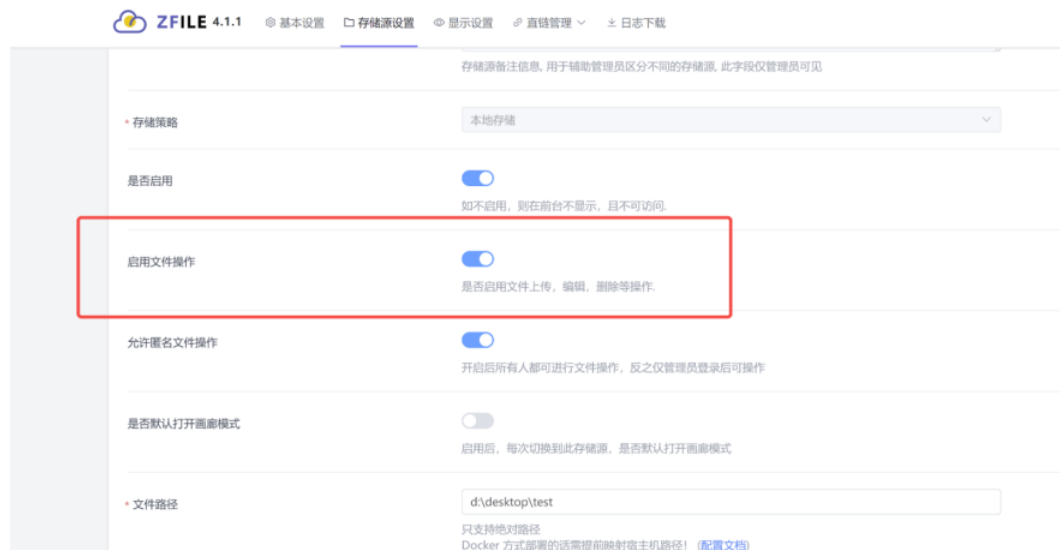 ZFILE 4.1.1 基本设置 存储源设置 显示设置 直链管理 日志下载
存储源备注信息, 用于辅助管理员区分不同的存储源, 此字段仅管理员可见
* 存储策略 本地存储
是否启用
如不启用，则在前台不显示，且不可访问.
启用文件操作
是否启用文件上传，编辑，删除等操作.
允许匿名文件操作
开启后所有人都可进行文件操作，反之仅管理员登录后可操作
是否默认打开画廊模式
启用后，每次切换到此存储源，是否默认打开画廊模式
* 文件路径 d:\desktop\test
只支持绝对路径
Docker 方式部署的话需提前映射宿主机路径！ (配置文档)